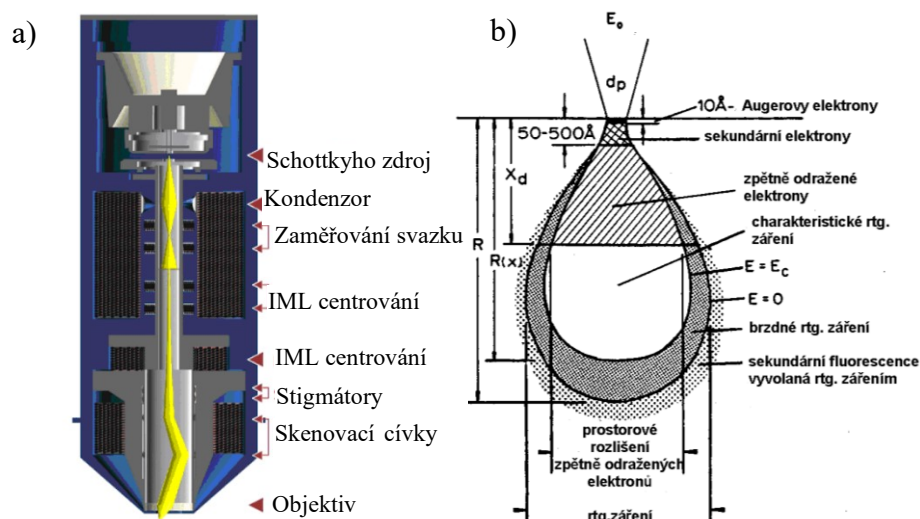 a)
Schottkyho zdroj
Kondenzor
Zaměřování svazku
IML centrování
IML centrování
Stigmátory
Skenovací cívky
Objektiv
b)
E₀
dp
10Å- Augerovy elektrony
50-500Å
sekundární elektrony
Xd
zpětně odražené
elektrony
charakteristické rtg.
záření
R
R(x)
E = Ec
E = 0
brzdné rtg. záření
sekundární fluorescence
vyvolaná rtg. zářením
prostorové
rozlišení
zpětně odražených
elektronů
rtg.záření